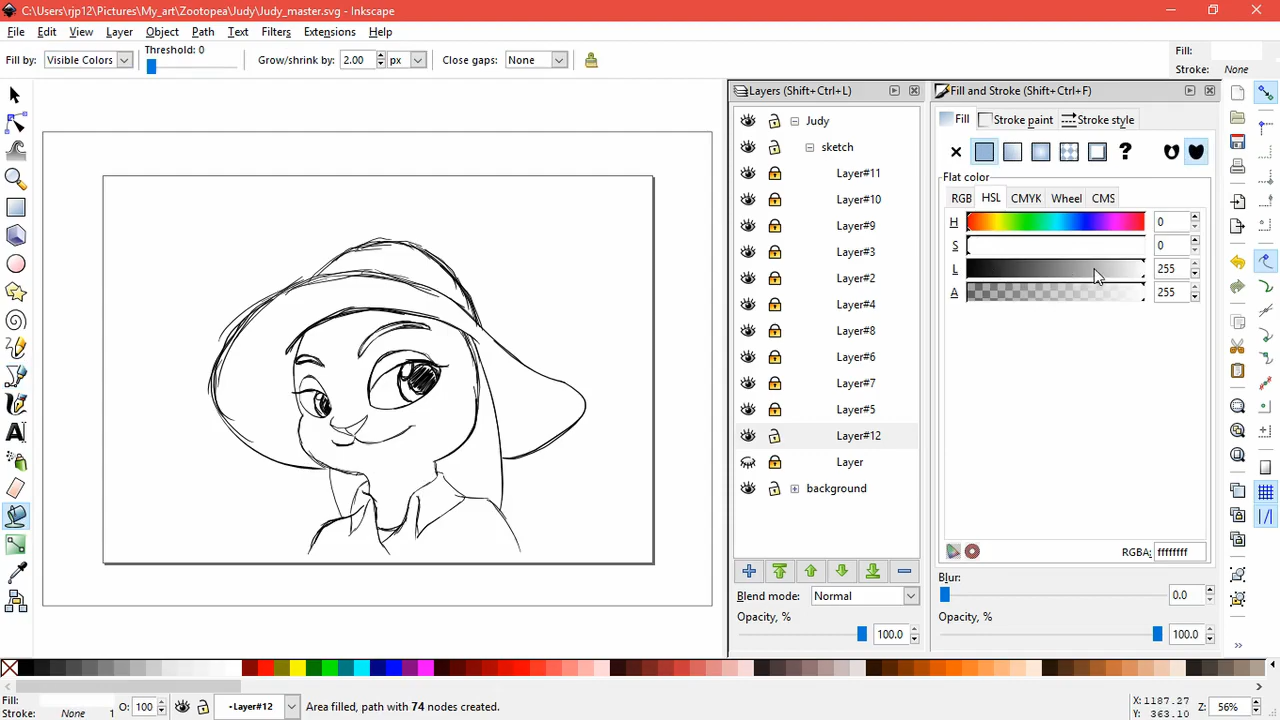 C:\Users\rjp12\Pictures\My_art\Zootopea\Judy\Judy_master.svg - Inkscape
File Edit View Layer Object Path Text Filters Extensions Help
Fill by: Visible Colors Threshold: 0 Grow/shrink by: 2.00 px Close gaps: None Fill:
Stroke: None
Layers (Shift+Ctrl+L) Fill and Stroke (Shift+Ctrl+F)
Judy
Fill Stroke paint Stroke style
sketch
?
Layer#11
Flat color
Layer#10
RGB HSL CMYK Wheel CMS
Layer#9
H 0
Layer#3
S 0
Layer#2
L 255
Layer#4
A 255
Layer#8
Layer#6
Layer#7
Layer#5
Layer#12
Layer
background
RGBA: ffffffff
Blur:
Blend mode: Normal 0.0
Opacity, % Opacity, %
100.0 100.0
Fill:
Stroke: None 1 O: 100 ·Layer#12 Area filled, path with 74 nodes created. X: 1187.27
Y: 363.10 Z: 56%